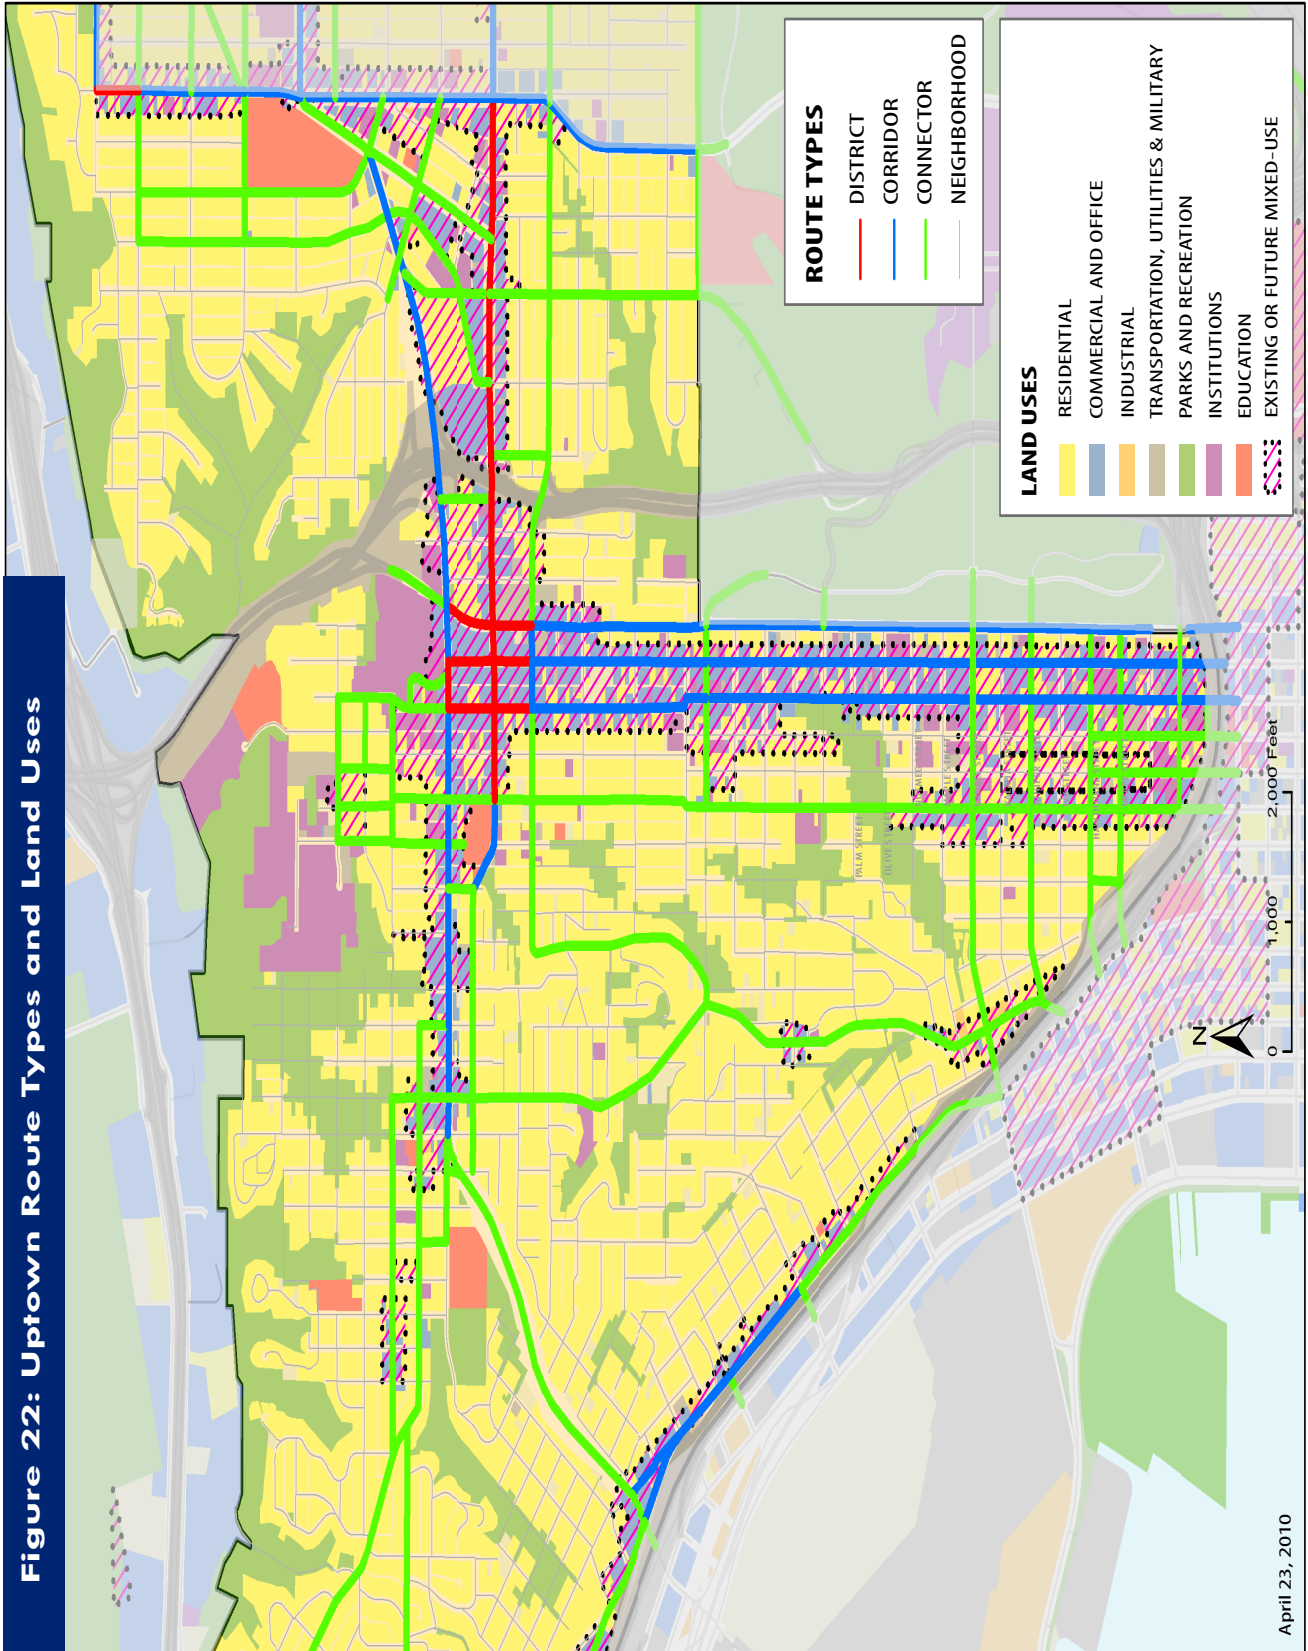 Figure 22: Uptown Route Types and Land Uses
ROUTE TYPES
DISTRICT
CORRIDOR
CONNECTOR
NEIGHBORHOOD
LAND USES
RESIDENTIAL
COMMERCIAL AND OFFICE
INDUSTRIAL
TRANSPORTATION, UTILITIES & MILITARY
PARKS AND RECREATION
INSTITUTIONS
EDUCATION
EXISTING OR FUTURE MIXED-USE
PALM STREET
N
0 1,000 2,000 Feet
April 23, 2010